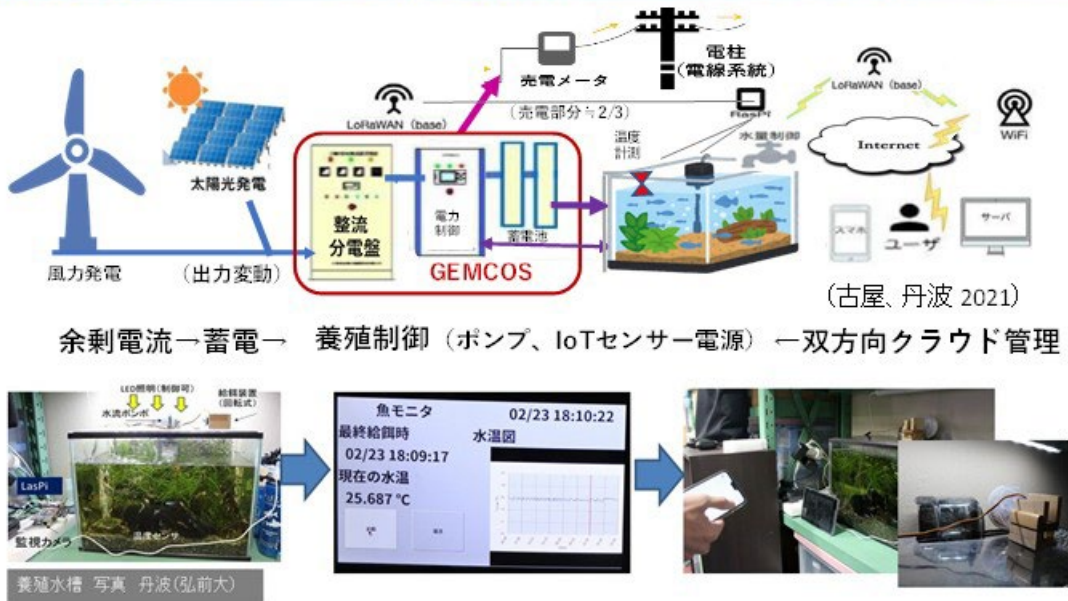 電柱
(電線系統)
売電メータ
(売電部分≒2/3)
LoRaWAN（base）
LoRaWAN（base）
RasPi
WiFi
温度
計測
水量制御
Internet
太陽光発電
整流
分電盤
電力
制御
蓄電池
GEMCOS
スマホ
ユーザ
サーバ
風力発電
（出力変動）
(古屋、丹波 2021)
余剰電流→蓄電→ 養殖制御（ポンプ、IoTセンサー電源）←双方向クラウド管理
LED照明(制御可)
水流ポンポ
給餌装置
(回転式)
LasPi
監視カメラ
温度センサ
養殖水槽 写真 丹波(弘前大)
魚モニタ
02/23 18:10:22
最終給餌時
水温図
02/23 18:09:17
現在の水温
25.687 ℃